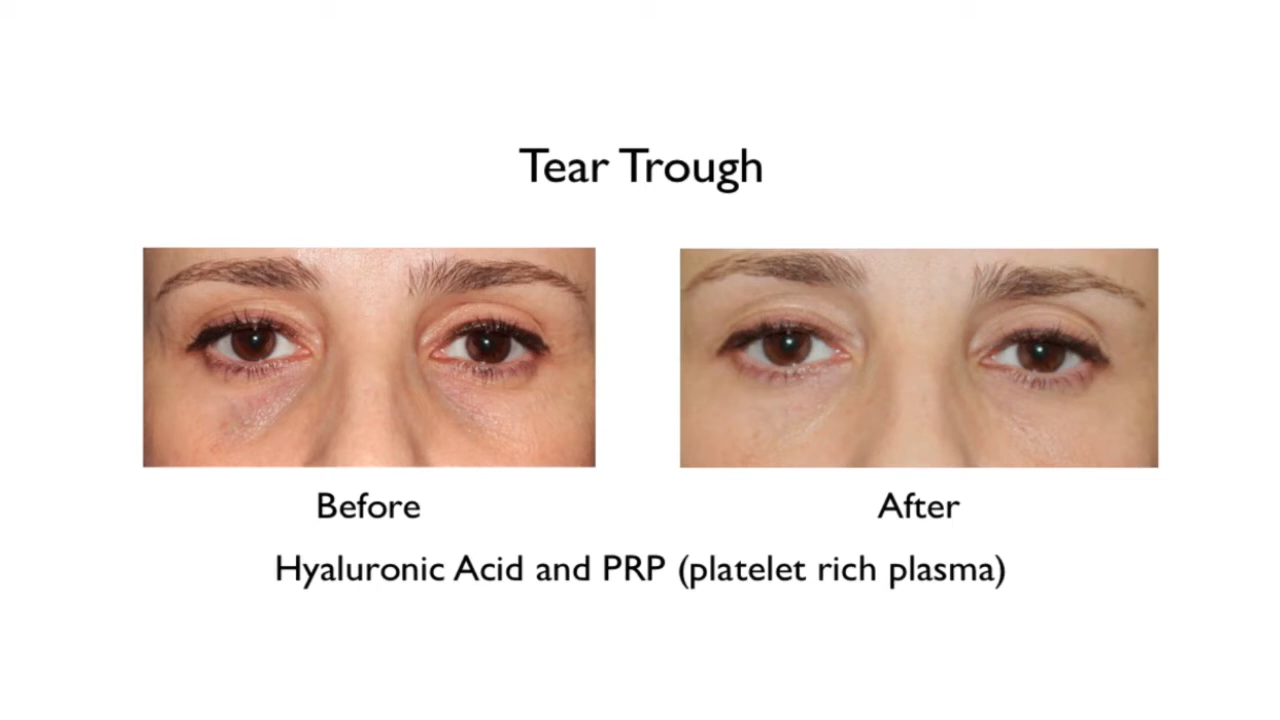 Tear Trough
Before
After
Hyaluronic Acid and PRP (platelet rich plasma)